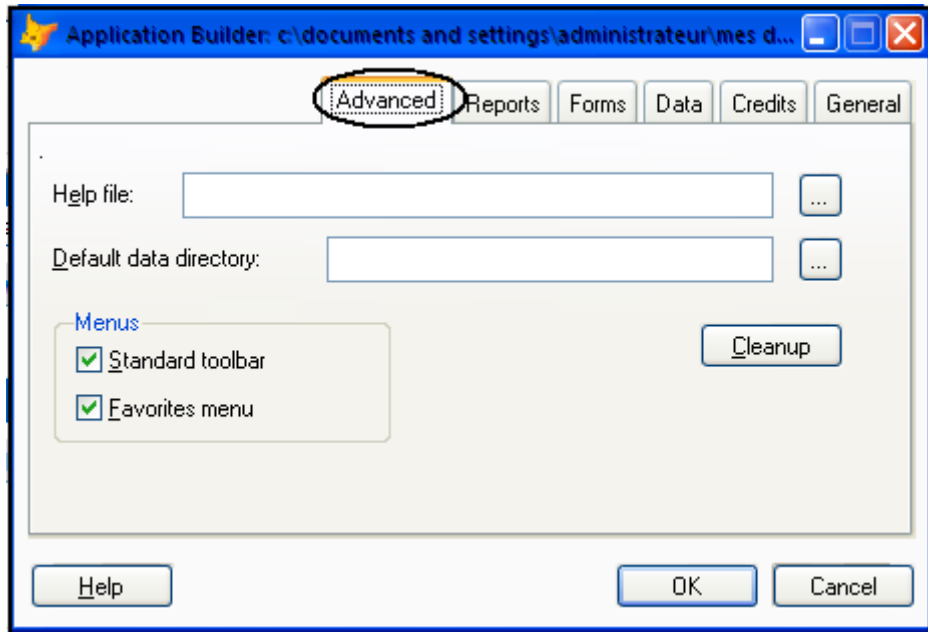 Application Builder: c:\documents and settings\administrateur\mes d...
Advanced Reports Forms Data Credits General
.
Help file: ...
Default data directory: ...
Menus
Standard toolbar
Cleanup
Favorites menu
Help OK Cancel